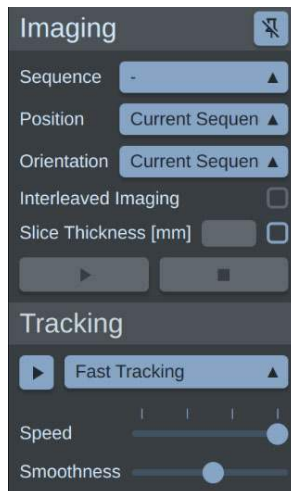 Imaging
Sequence -
Position Current Sequen
Orientation Current Sequen
Interleaved Imaging
Slice Thickness [mm]
Tracking
Fast Tracking
Speed
Smoothness